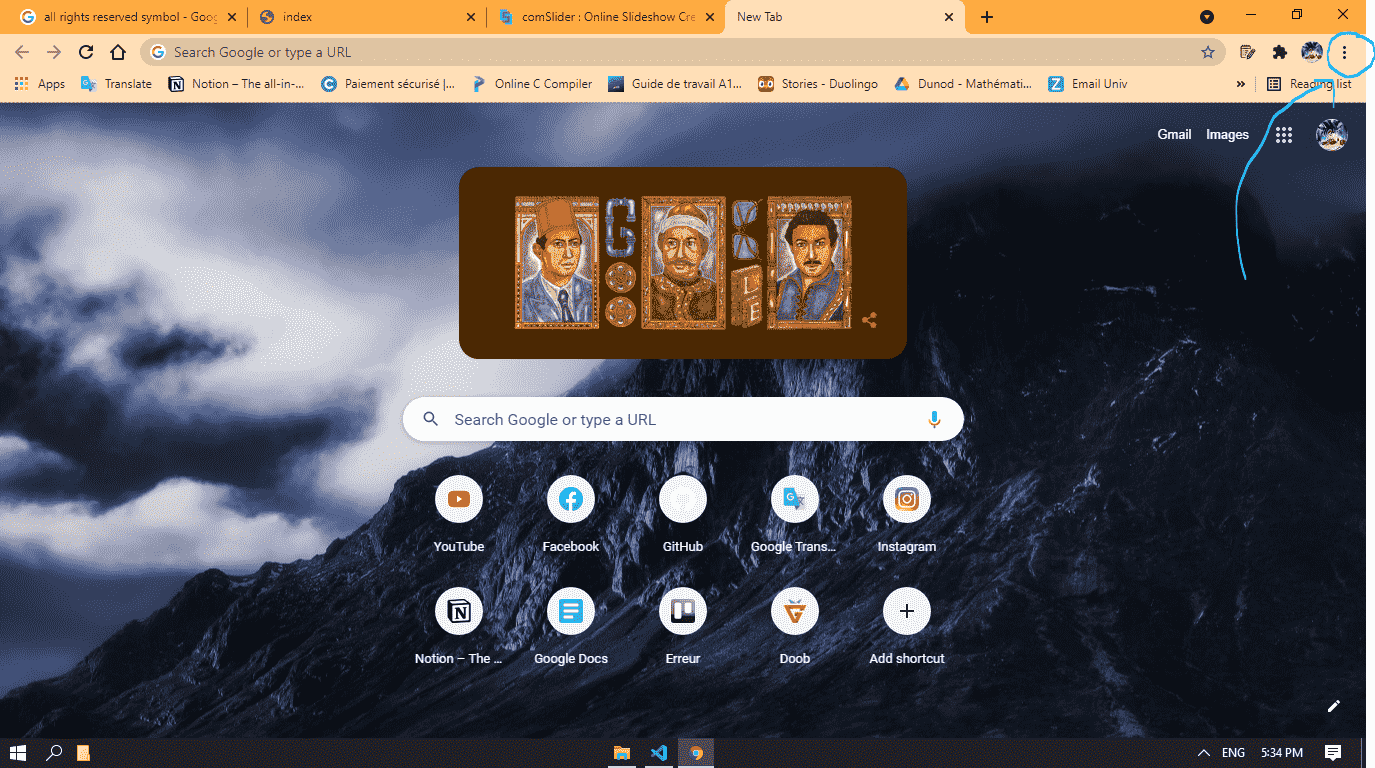 all rights reserved symbol - Goog
index
comSlider : Online Slideshow Cre
New Tab
Search Google or type a URL
Apps Translate Notion – The all-in-... Paiement sécurisé |... Online C Compiler Guide de travail A1... Stories - Duolingo Dunod - Mathémati... Email Univ » Reading list
Gmail Images
G
L
E
Search Google or type a URL
YouTube Facebook GitHub Google Trans... Instagram
Notion – The ... Google Docs Erreur Doob Add shortcut
ENG 5:34 PM